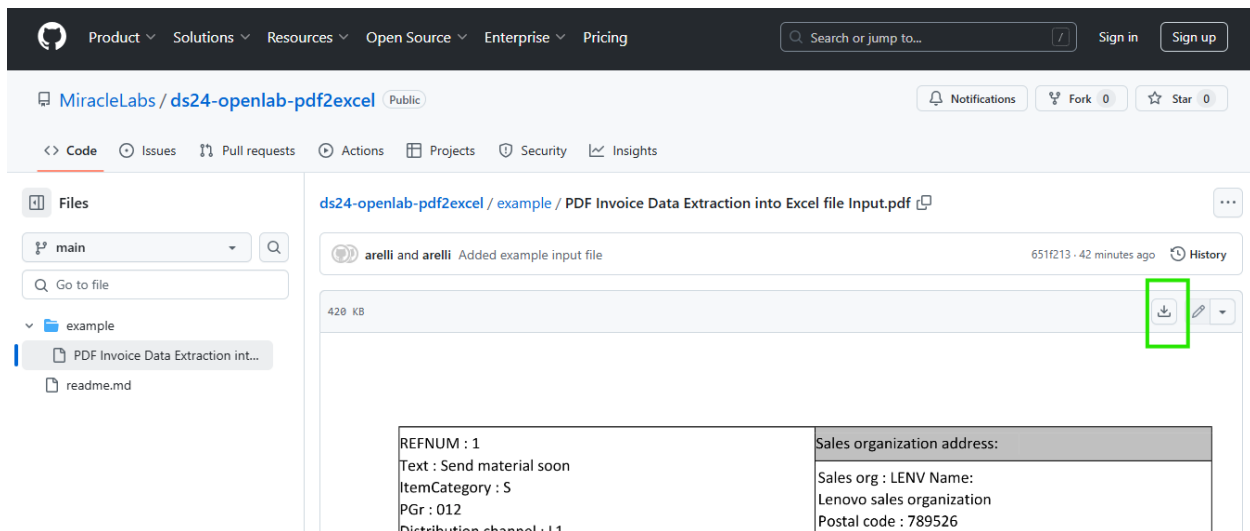 Product Solutions Resources Open Source Enterprise Pricing Search or jump to... / Sign in Sign up
MiracleLabs / ds24-openlab-pdf2excel Public Notifications Fork 0 Star 0
<> Code Issues Pull requests Actions Projects Security Insights
Files
main
Go to file
example
PDF Invoice Data Extraction int...
readme.md
ds24-openlab-pdf2excel / example / PDF Invoice Data Extraction into Excel file Input.pdf
arelli and arelli Added example input file 651f213 · 42 minutes ago History
420 KB
REFNUM : 1
Text : Send material soon
ItemCategory : S
PGr : 012
Distribution channel : L1
Sales organization address:
Sales org : LENV Name:
Lenovo sales organization
Postal code : 789526